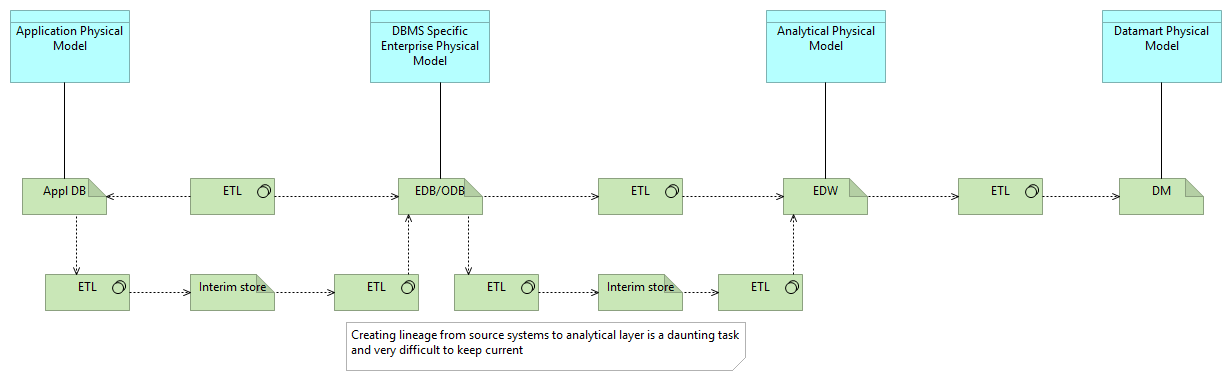 Application Physical
Model
DBMS Specific
Enterprise Physical
Model
Analytical Physical
Model
Datamart Physical
Model
Appl DB
ETL
EDB/ODB
ETL
EDW
ETL
DM
ETL
Interim store
ETL
ETL
Interim store
ETL
Creating lineage from source systems to analytical layer is a daunting task
and very difficult to keep current